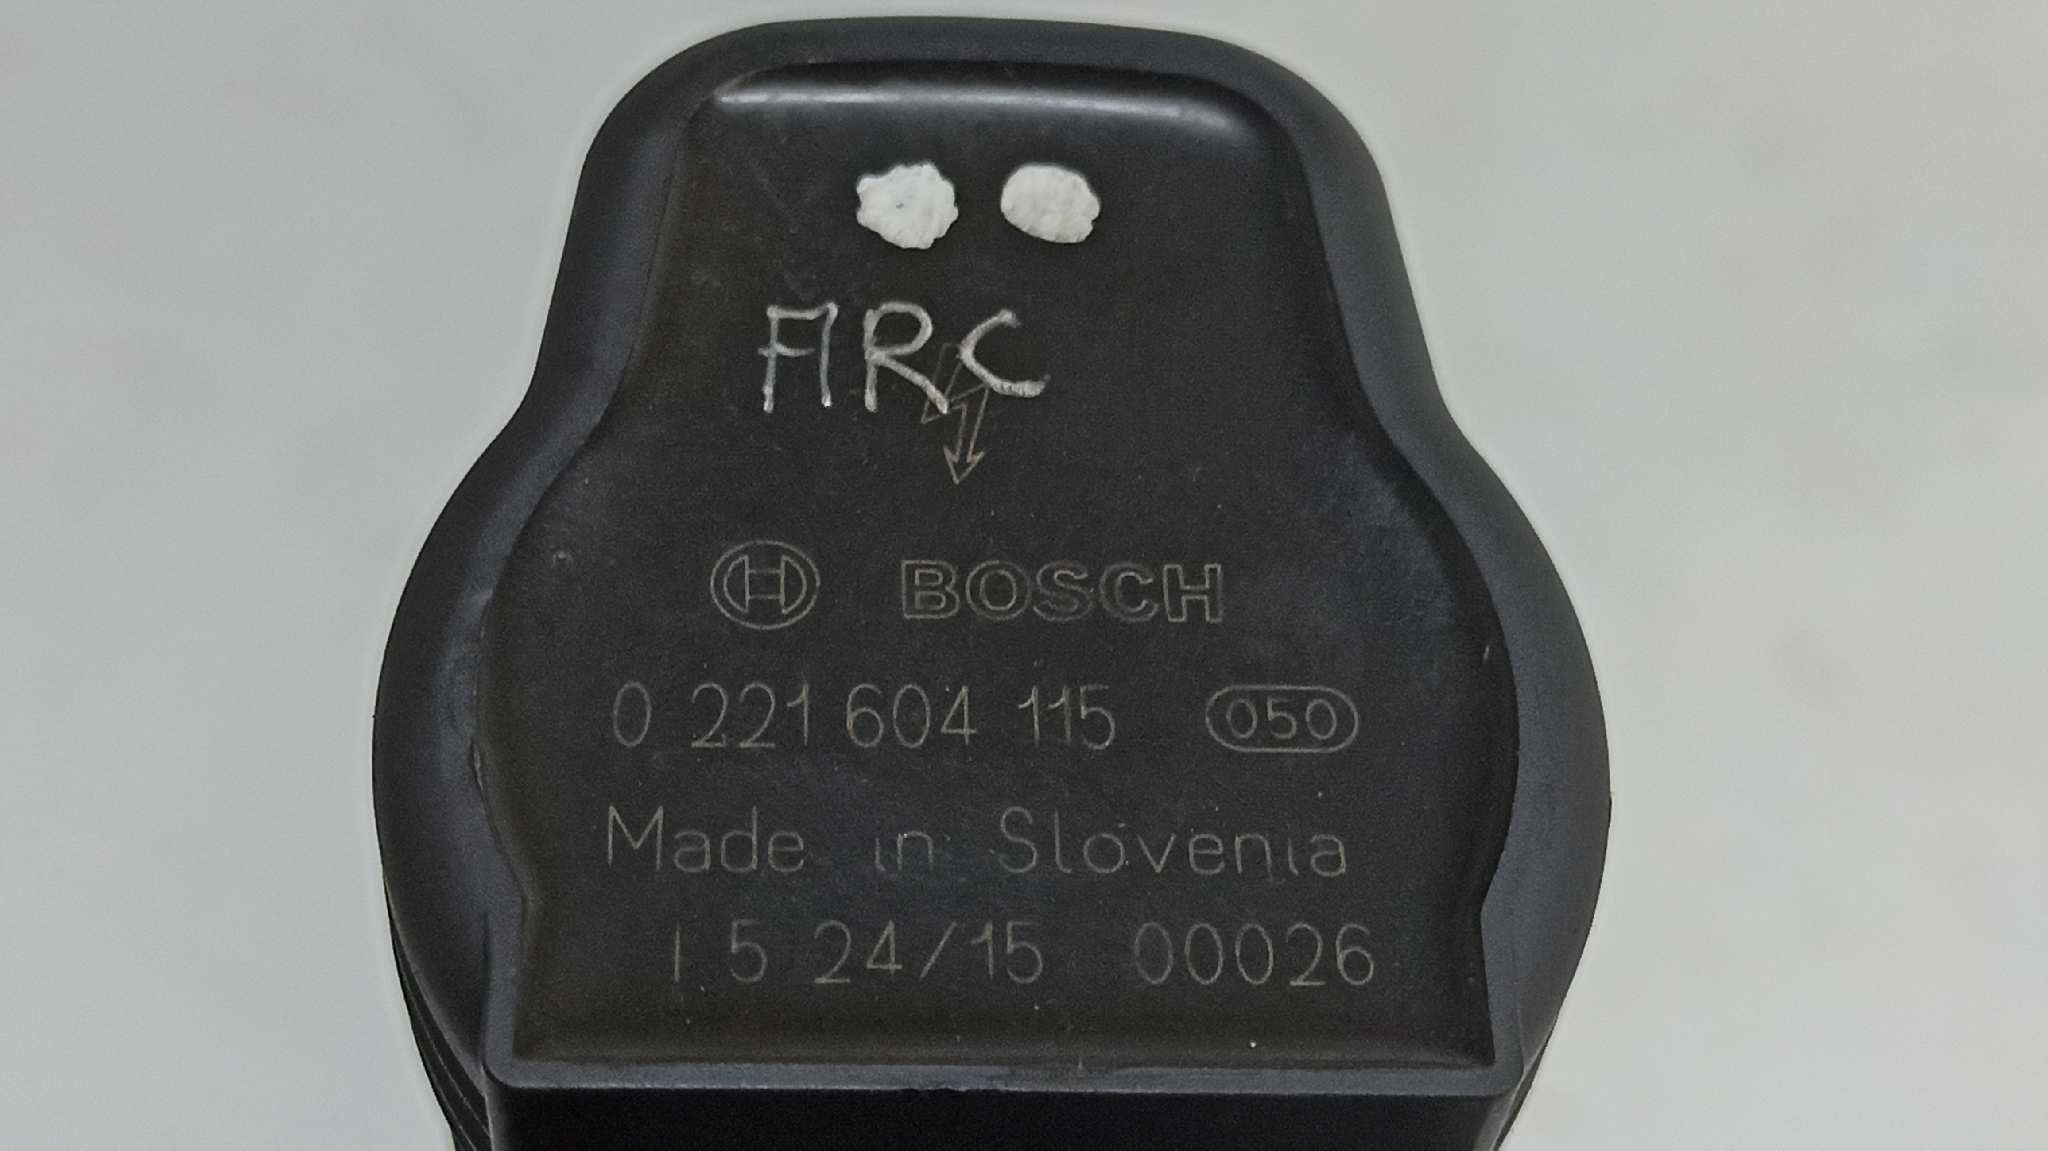 ARC
BOSCH
0 221 604 115 050
Made in Slovenia
1 5 24/15 00026